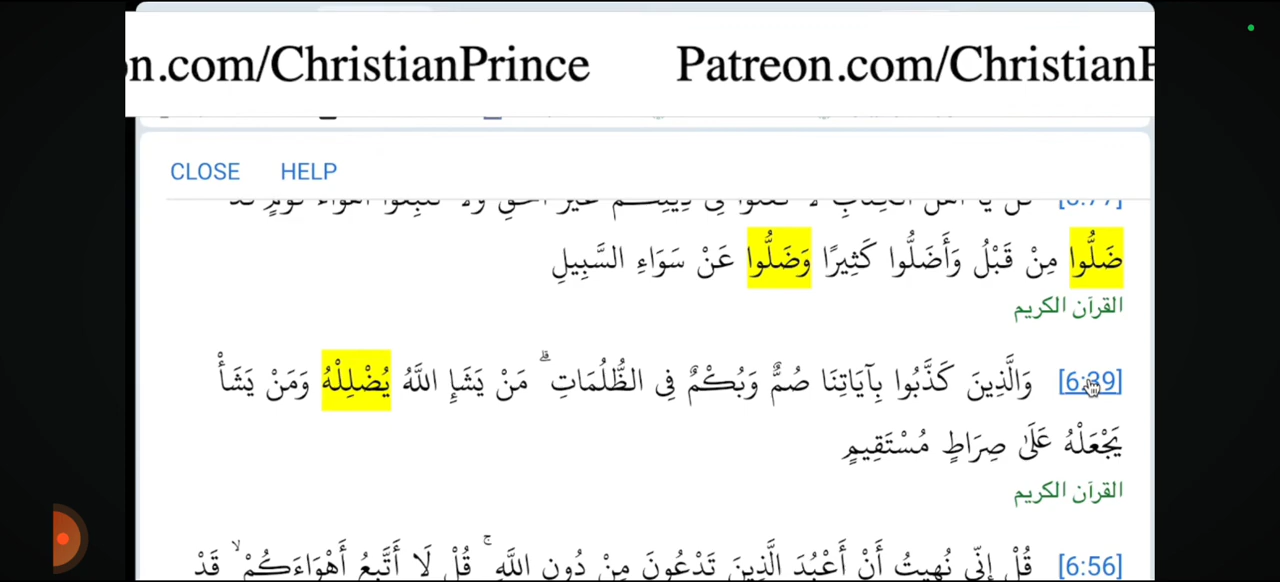 n.com/ChristianPrince Patreon.com/ChristianP
CLOSE HELP
ضَلُّوا مِنْ قَبْلُ وَأَضَلُّوا كَثِيرًا وَضَلُّوا عَنْ سَوَاءِ السَّبِيلِ
القرآن الكريم
[6:39] وَالَّذِينَ كَذَّبُوا بِآيَاتِنَا صُمٌّ وَبُكْمٌ فِى الظُّلُمَاتِ ۗ مَنْ يَشَإِ اللَّهُ يُضْلِلْهُ وَمَنْ يَشَأْ
يَجْعَلْهُ عَلَىٰ صِرَاطٍ مُسْتَقِيمٍ
القرآن الكريم
[6:56] قُلْ إِنِّى نُهِيتُ أَنْ أَعْبُدَ الَّذِينَ تَدْعُونَ مِنْ دُونِ اللَّهِ ۚ قُلْ لَا أَتَّبِعُ أَهْوَاءَكُمْ ۙ قَدْ